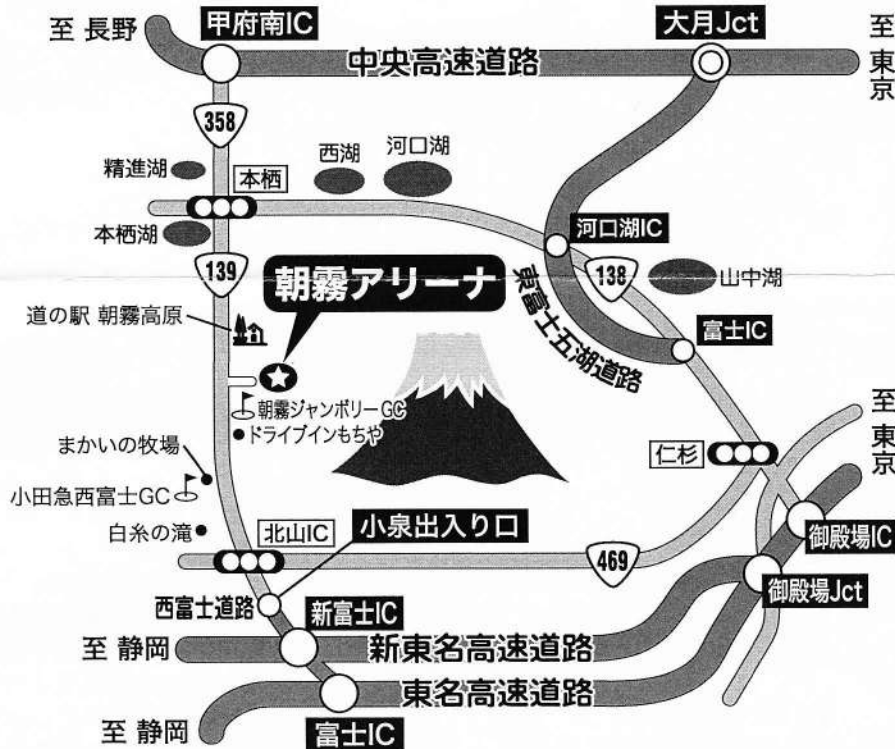 至 長野
甲府南IC
大月Jct
至
東
京
中央高速道路
358
精進湖
本栖
西湖
河口湖
本栖湖
河口湖IC
139
朝霧アリーナ
138
山中湖
道の駅 朝霧高原
東富士五湖道路
富士IC
朝霧ジャンボリーGC
ドライブインもちや
至
東
京
まかいの牧場
仁杉
小田急西富士GC
白糸の滝
北山IC
小泉出入り口
469
御殿場IC
御殿場Jct
西富士道路
新富士IC
至 静岡
新東名高速道路
東名高速道路
至 静岡
富士IC